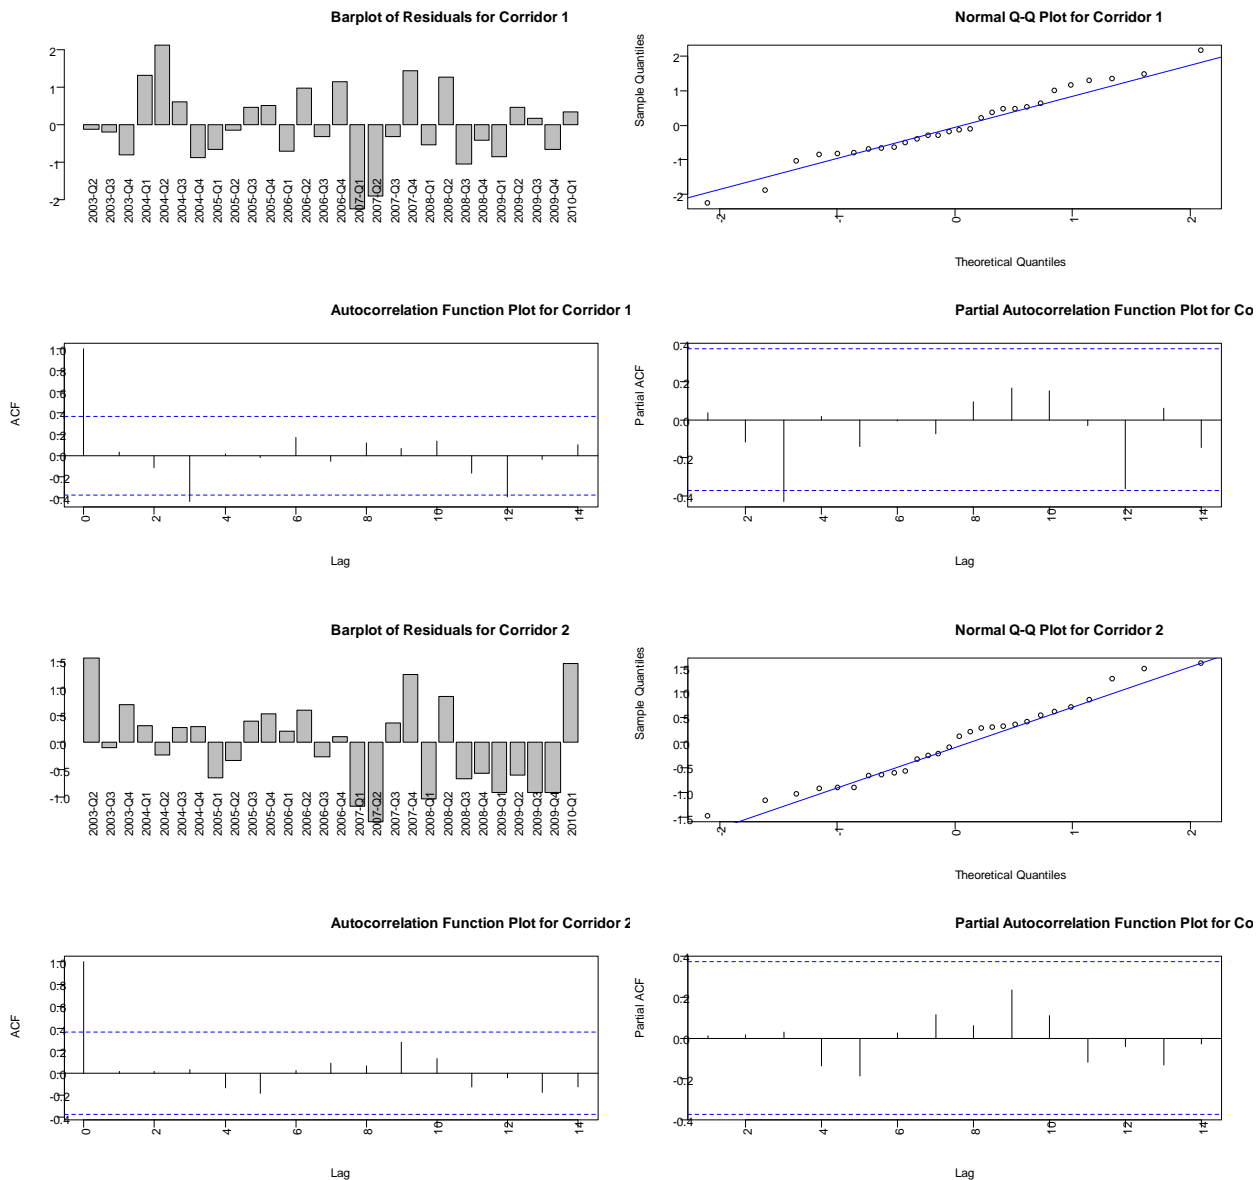 Barplot of Residuals for Corridor 1
2
1
0
-1
-2
2003-Q2
2003-Q3
2003-Q4
2004-Q1
2004-Q2
2004-Q3
2004-Q4
2005-Q1
2005-Q2
2005-Q3
2005-Q4
2006-Q1
2006-Q2
2006-Q3
2006-Q4
2007-Q1
2007-Q2
2007-Q3
2007-Q4
2008-Q1
2008-Q2
2008-Q3
2008-Q4
2009-Q1
2009-Q2
2009-Q3
2009-Q4
2010-Q1
Normal Q-Q Plot for Corridor 1
Sample Quantiles
2
1
0
-1
-2
-2
-1
0
1
2
Theoretical Quantiles
Autocorrelation Function Plot for Corridor 1
ACF
1.0
0.8
0.6
0.4
0.2
0.0
-0.2
-0.4
0
2
4
6
8
10
12
14
Lag
Partial Autocorrelation Function Plot for Co
Partial ACF
0.4
0.2
0.0
-0.2
-0.4
2
4
6
8
10
12
14
Lag
Barplot of Residuals for Corridor 2
1.5
1.0
0.5
0.0
-0.5
-1.0
2003-Q2
2003-Q3
2003-Q4
2004-Q1
2004-Q2
2004-Q3
2004-Q4
2005-Q1
2005-Q2
2005-Q3
2005-Q4
2006-Q1
2006-Q2
2006-Q3
2006-Q4
2007-Q1
2007-Q2
2007-Q3
2007-Q4
2008-Q1
2008-Q2
2008-Q3
2008-Q4
2009-Q1
2009-Q2
2009-Q3
2009-Q4
2010-Q1
Normal Q-Q Plot for Corridor 2
Sample Quantiles
1.5
1.0
0.5
0.0
-0.5
-1.0
-1.5
-2
-1
0
1
2
Theoretical Quantiles
Autocorrelation Function Plot for Corridor 2
ACF
1.0
0.8
0.6
0.4
0.2
0.0
-0.2
-0.4
0
2
4
6
8
10
12
14
Lag
Partial Autocorrelation Function Plot for Co
Partial ACF
0.4
0.2
0.0
-0.2
-0.4
2
4
6
8
10
12
14
Lag